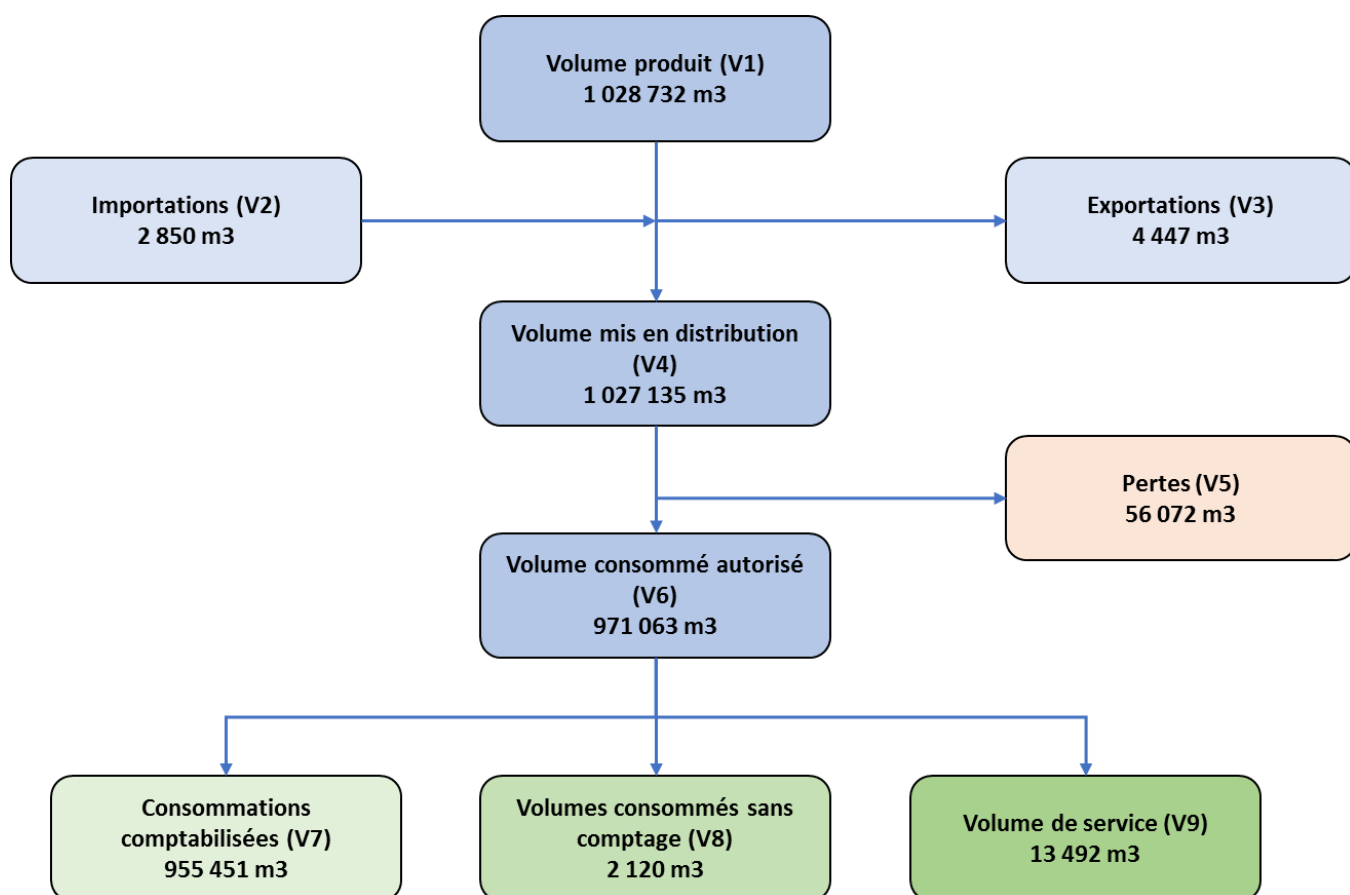 Volume produit (V1)
1 028 732 m3
Importations (V2)
2 850 m3
Exportations (V3)
4 447 m3
Volume mis en distribution
(V4)
1 027 135 m3
Pertes (V5)
56 072 m3
Volume consommé autorisé
(V6)
971 063 m3
Consommations
comptabilisées (V7)
955 451 m3
Volumes consommés sans
comptage (V8)
2 120 m3
Volume de service (V9)
13 492 m3